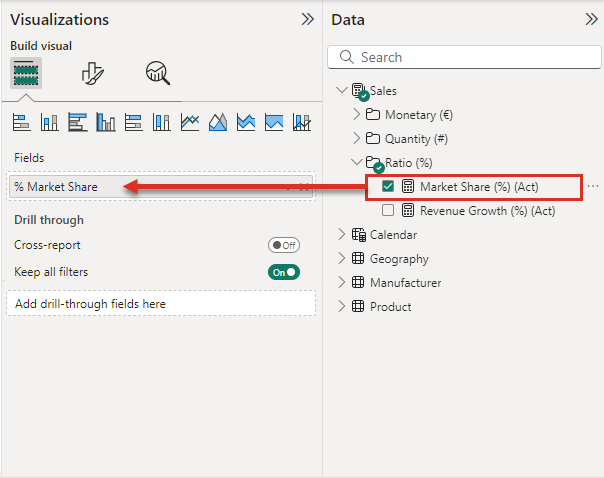 Visualizations
Build visual
Fields
% Market Share
Drill through
Cross-report
Off
Keep all filters
On
Add drill-through fields here
Data
Search
Sales
Monetary (€)
Quantity (#)
Ratio (%)
Market Share (%) (Act)
Revenue Growth (%) (Act)
Calendar
Geography
Manufacturer
Product